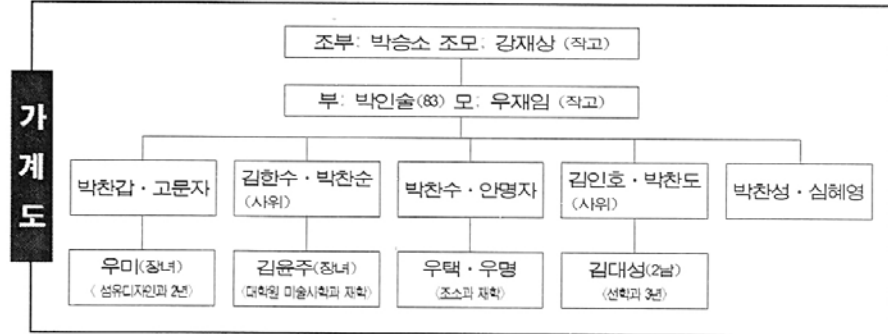 가계도
조부: 박승소 조모: 강재상 (작고)
부: 박인술(83) 모: 우재임 (작고)
박찬갑 · 고문자
김한수 · 박찬순
(사위)
박찬수 · 안명자
김인호 · 박찬도
(사위)
박찬성 · 심혜영
우미(장녀)
〈 섬유디자인과 2년〉
김윤주(장녀)
〈대학원 미술사학과 재학〉
우택 · 우명
〈조소과 재학〉
김대성(2남)
〈선학과 3년〉